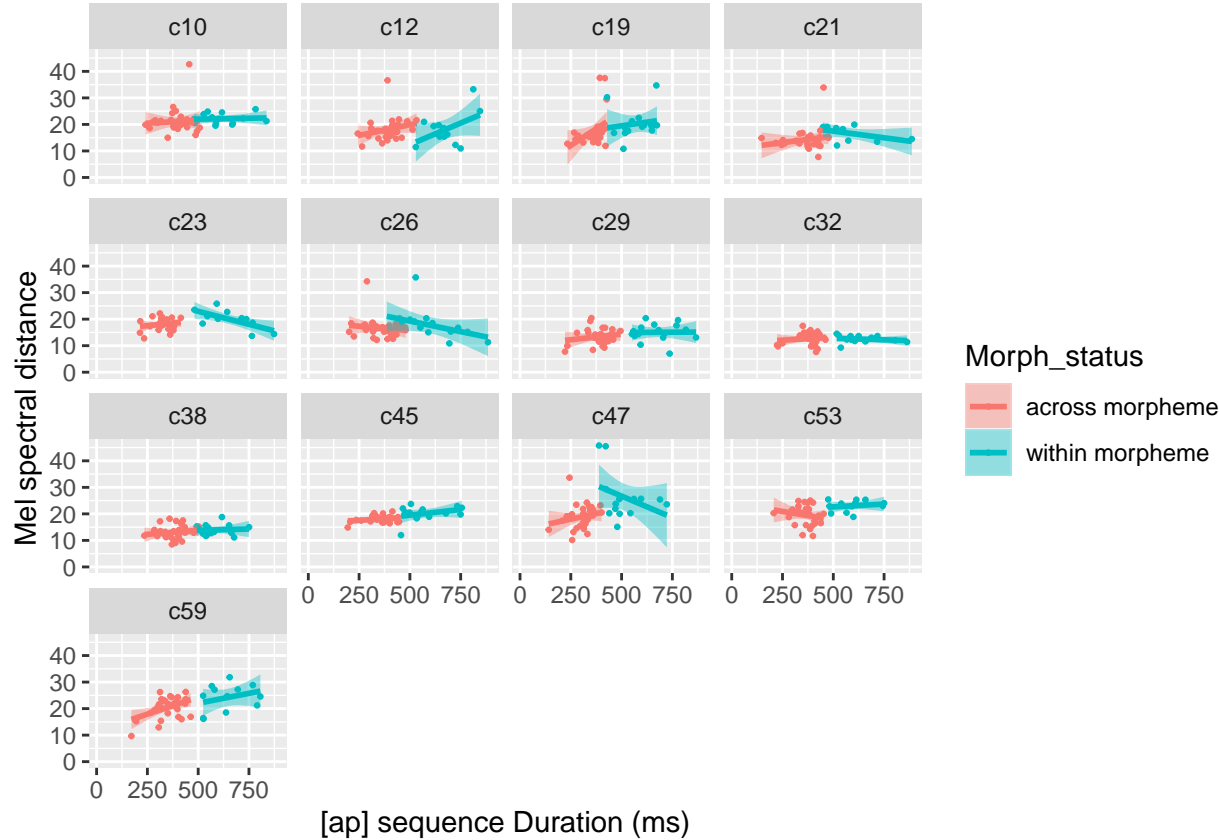 c10 c12 c19 c21
40
30
20
10
0
c23 c26 c29 c32
40
30
20
10
0
c38 c45 c47 c53
40
30
20
10
0
0 250 500 750 0 250 500 750 0 250 500 750
c59
40
30
20
10
0
0 250 500 750
[ap] sequence Duration (ms)
Mel spectral distance
Morph_status
across morpheme
within morpheme